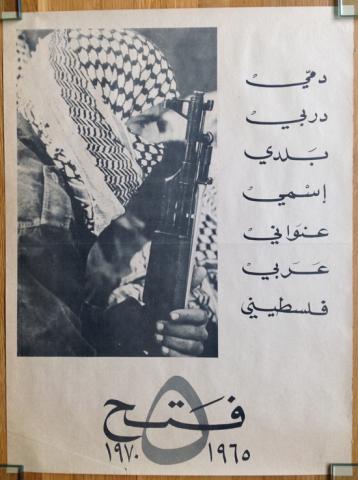 دمي
دربي
بلدي
إسمي
عنواني
عربي
فلسطيني
فتح
٥
١٩٦٥ ١٩٧٠